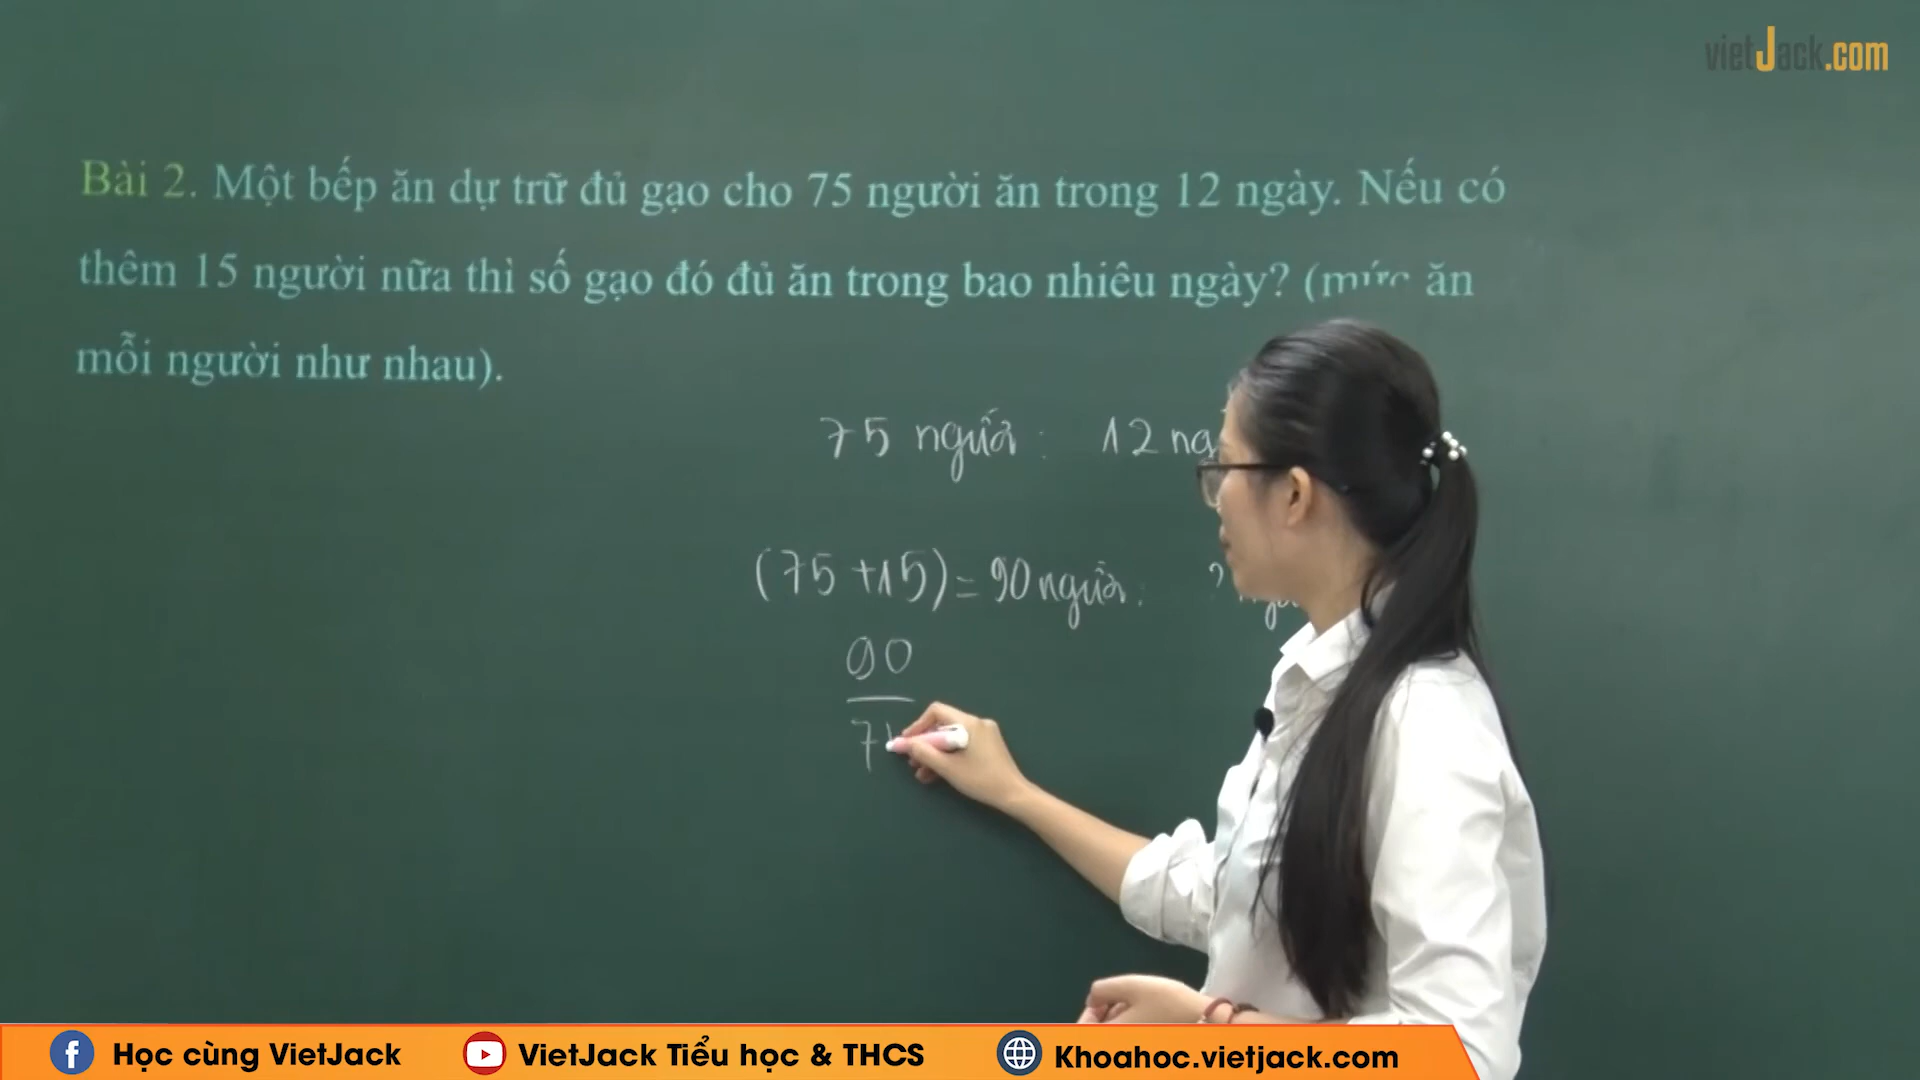 vietJack.com
Bài 2. Một bếp ăn dự trữ đủ gạo cho 75 người ăn trong 12 ngày. Nếu có
thêm 15 người nữa thì số gạo đó đủ ăn trong bao nhiêu ngày? (mức ăn
mỗi người như nhau).
75 người : 12
(75 +15) = 90 người : ?
90
Học cùng VietJack
VietJack Tiểu học & THCS
Khoahoc.vietjack.com